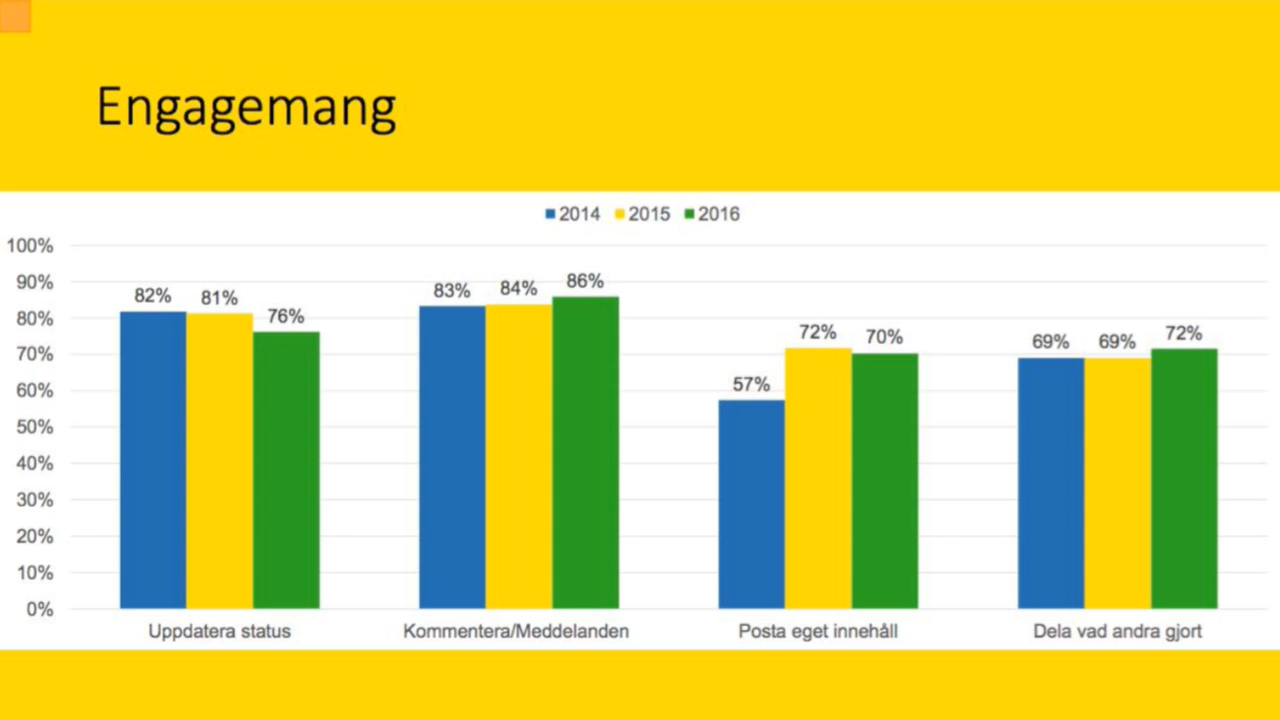 Engagemang
2014 2015 2016
100%
90%
80%
70%
60%
50%
40%
30%
20%
10%
0%
82% 81% 76%
83% 84% 86%
57% 72% 70%
69% 69% 72%
Uppdatera status
Kommentera/Meddelanden
Posta eget innehåll
Dela vad andra gjort